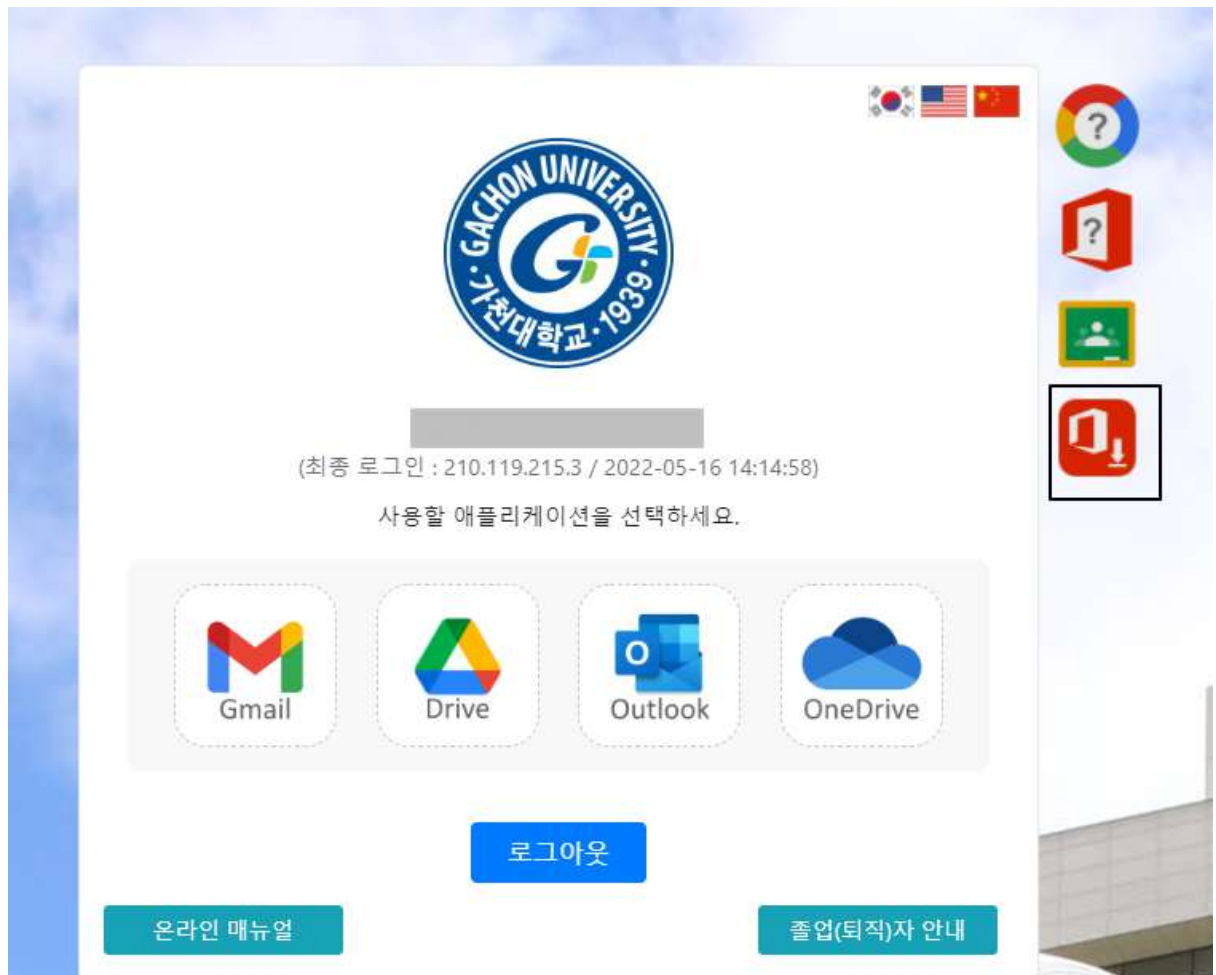 GACHON UNIVERSITY
가천대학교·1939
G
?
?
(최종 로그인 : 210.119.215.3 / 2022-05-16 14:14:58)
사용할 애플리케이션을 선택하세요.
Gmail
Drive
O
Outlook
OneDrive
로그아웃
온라인 매뉴얼
졸업(퇴직)자 안내